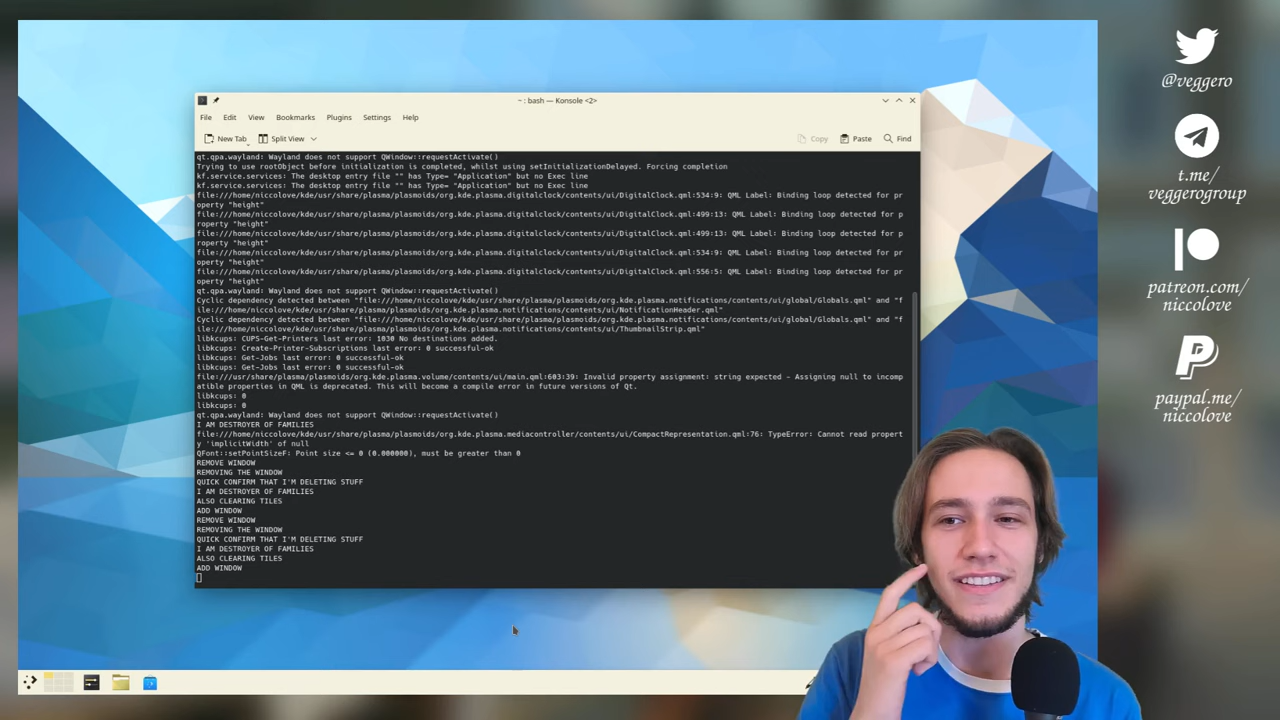 ~ : bash — Konsole <2>
File Edit View Bookmarks Plugins Settings Help
New Tab Split View Copy Paste Find
qt.qpa.wayland: Wayland does not support QWindow::requestActivate()
Trying to use rootObject before initialization is completed, whilst using setInitializationDelayed. Forcing completion
kf.service.services: The desktop entry file "" has Type= "Application" but no Exec line
kf.service.services: The desktop entry file "" has Type= "Application" but no Exec line
file:///home/niccolove/kde/usr/share/plasma/plasmoids/org.kde.plasma.digitalclock/contents/ui/DigitalClock.qml:534:9: QML Label: Binding loop detected for pr
operty "height"
file:///home/niccolove/kde/usr/share/plasma/plasmoids/org.kde.plasma.digitalclock/contents/ui/DigitalClock.qml:499:13: QML Label: Binding loop detected for p
roperty "height"
file:///home/niccolove/kde/usr/share/plasma/plasmoids/org.kde.plasma.digitalclock/contents/ui/DigitalClock.qml:499:13: QML Label: Binding loop detected for p
roperty "height"
file:///home/niccolove/kde/usr/share/plasma/plasmoids/org.kde.plasma.digitalclock/contents/ui/DigitalClock.qml:534:9: QML Label: Binding loop detected for pr
operty "height"
file:///home/niccolove/kde/usr/share/plasma/plasmoids/org.kde.plasma.digitalclock/contents/ui/DigitalClock.qml:556:5: QML Label: Binding loop detected for pr
operty "height"
qt.qpa.wayland: Wayland does not support QWindow::requestActivate()
Cyclic dependency detected between "file:///home/niccolove/kde/usr/share/plasma/plasmoids/org.kde.plasma.notifications/contents/ui/global/Globals.qml" and "f
ile:///home/niccolove/kde/usr/share/plasma/plasmoids/org.kde.plasma.notifications/contents/ui/NotificationHeader.qml"
Cyclic dependency detected between "file:///home/niccolove/kde/usr/share/plasma/plasmoids/org.kde.plasma.notifications/contents/ui/global/Globals.qml" and "f
ile:///home/niccolove/kde/usr/share/plasma/plasmoids/org.kde.plasma.notifications/contents/ui/ThumbnailStrip.qml"
libkcups: CUPS-Get-Printers last error: 1030 No destinations added.
libkcups: Create-Printer-Subscriptions last error: 0 successful-ok
libkcups: Get-Jobs last error: 0 successful-ok
libkcups: Get-Jobs last error: 0 successful-ok
file:///usr/share/plasma/plasmoids/org.kde.plasma.volume/contents/ui/main.qml:603:39: Invalid property assignment: string expected - Assigning null to incomp
atible properties in QML is deprecated. This will become a compile error in future versions of Qt.
libkcups: 0
libkcups: 0
qt.qpa.wayland: Wayland does not support QWindow::requestActivate()
I AM DESTROYER OF FAMILIES
file:///home/niccolove/kde/usr/share/plasma/plasmoids/org.kde.plasma.mediacontroller/contents/ui/CompactRepresentation.qml:76: TypeError: Cannot read propert
y 'implicitWidth' of null
QFont::setPointSizeF: Point size <= 0 (0.000000), must be greater than 0
REMOVE WINDOW
REMOVING THE WINDOW
QUICK CONFIRM THAT I'M DELETING STUFF
I AM DESTROYER OF FAMILIES
ALSO CLEARING TILES
ADD WINDOW
REMOVE WINDOW
REMOVING THE WINDOW
QUICK CONFIRM THAT I'M DELETING STUFF
I AM DESTROYER OF FAMILIES
ALSO CLEARING TILES
ADD WINDOW
@veggero
t.me/
veggerogroup
patreon.com/
niccolove
paypal.me/
niccolove